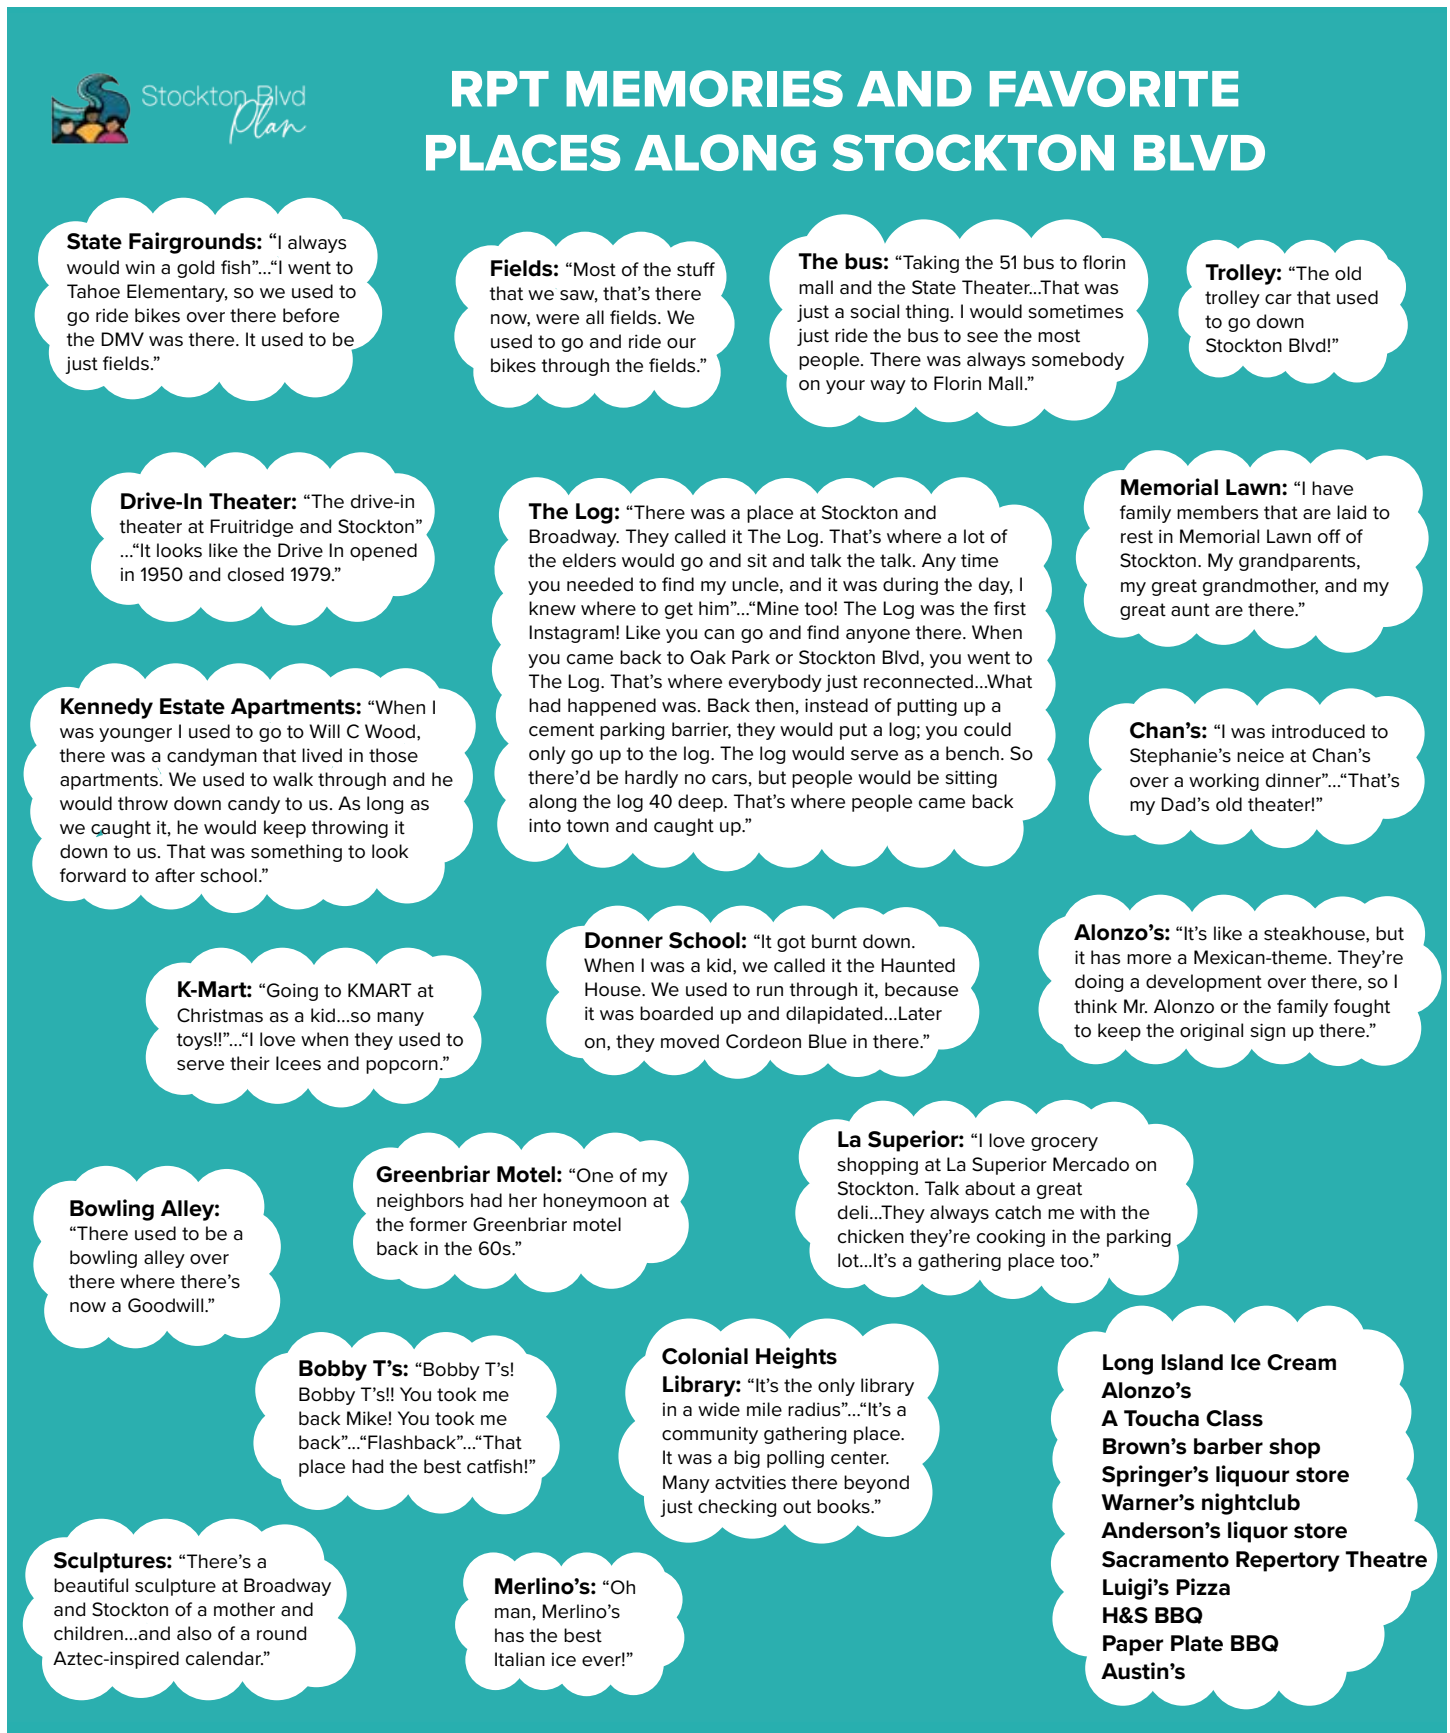 Stockton Blvd
Plan
RPT MEMORIES AND FAVORITE
PLACES ALONG STOCKTON BLVD
State Fairgrounds: “I always
would win a gold fish”...“I went to
Tahoe Elementary, so we used to
go ride bikes over there before
the DMV was there. It used to be
just fields.”
Fields: “Most of the stuff
that we saw, that’s there
now, were all fields. We
used to go and ride our
bikes through the fields.”
The bus: “Taking the 51 bus to florin
mall and the State Theater...That was
just a social thing. I would sometimes
just ride the bus to see the most
people. There was always somebody
on your way to Florin Mall.”
Trolley: “The old
trolley car that used
to go down
Stockton Blvd!”
Drive-In Theater: “The drive-in
theater at Fruitridge and Stockton”
...“It looks like the Drive In opened
in 1950 and closed 1979.”
The Log: “There was a place at Stockton and
Broadway. They called it The Log. That’s where a lot of
the elders would go and sit and talk the talk. Any time
you needed to find my uncle, and it was during the day, I
knew where to get him”...“Mine too! The Log was the first
Instagram! Like you can go and find anyone there. When
you came back to Oak Park or Stockton Blvd, you went to
The Log. That’s where everybody just reconnected...What
had happened was. Back then, instead of putting up a
cement parking barrier, they would put a log; you could
only go up to the log. The log would serve as a bench. So
there’d be hardly no cars, but people would be sitting
along the log 40 deep. That’s where people came back
into town and caught up.”
Memorial Lawn: “I have
family members that are laid to
rest in Memorial Lawn off of
Stockton. My grandparents,
my great grandmother, and my
great aunt are there.”
Kennedy Estate Apartments: “When I
was younger I used to go to Will C Wood,
there was a candyman that lived in those
apartments. We used to walk through and he
would throw down candy to us. As long as
we caught it, he would keep throwing it
down to us. That was something to look
forward to after school.”
Chan’s: “I was introduced to
Stephanie’s neice at Chan’s
over a working dinner”...“That’s
my Dad’s old theater!”
K-Mart: “Going to KMART at
Christmas as a kid...so many
toys!!”...“I love when they used to
serve their Icees and popcorn.”
Donner School: “It got burnt down.
When I was a kid, we called it the Haunted
House. We used to run through it, because
it was boarded up and dilapidated...Later
on, they moved Cordeon Blue in there.”
Alonzo’s: “It’s like a steakhouse, but
it has more a Mexican-theme. They’re
doing a development over there, so I
think Mr. Alonzo or the family fought
to keep the original sign up there.”
Bowling Alley:
“There used to be a
bowling alley over
there where there’s
now a Goodwill.”
Greenbriar Motel: “One of my
neighbors had her honeymoon at
the former Greenbriar motel
back in the 60s.”
La Superior: “I love grocery
shopping at La Superior Mercado on
Stockton. Talk about a great
deli...They always catch me with the
chicken they’re cooking in the parking
lot...It’s a gathering place too.”
Bobby T’s: “Bobby T’s!
Bobby T’s!! You took me
back Mike! You took me
back”...“Flashback”...“That
place had the best catfish!”
Colonial Heights
Library: “It’s the only library
in a wide mile radius”...“It’s a
community gathering place.
It was a big polling center.
Many actvities there beyond
just checking out books.”
Long Island Ice Cream
Alonzo’s
A Toucha Class
Brown’s barber shop
Springer’s liquour store
Warner’s nightclub
Anderson’s liquor store
Sacramento Repertory Theatre
Luigi’s Pizza
H&S BBQ
Paper Plate BBQ
Austin’s
Sculptures: “There’s a
beautiful sculpture at Broadway
and Stockton of a mother and
children...and also of a round
Aztec-inspired calendar.”
Merlino’s: “Oh
man, Merlino’s
has the best
Italian ice ever!”